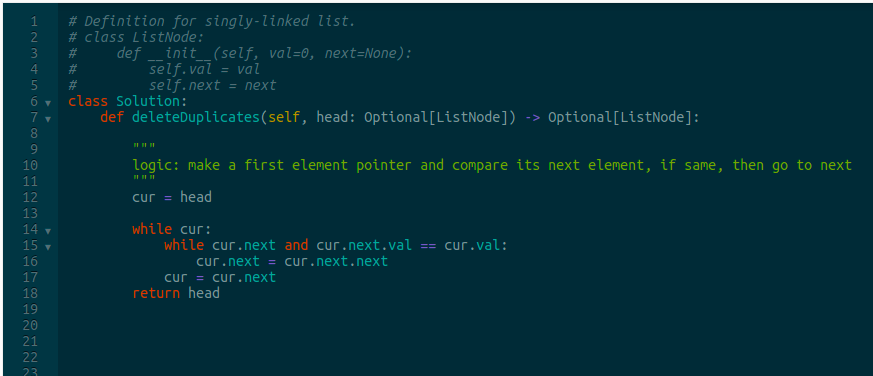 1 # Definition for singly-linked list.
2 # class ListNode:
3 #     def __init__(self, val=0, next=None):
4 #         self.val = val
5 #         self.next = next
6 class Solution:
7     def deleteDuplicates(self, head: Optional[ListNode]) -> Optional[ListNode]:
8
9         """
10         logic: make a first element pointer and compare its next element, if same, then go to next
11         """
12         cur = head
13
14         while cur:
15             while cur.next and cur.next.val == cur.val:
16                 cur.next = cur.next.next
17             cur = cur.next
18         return head
19
20
21
22
23